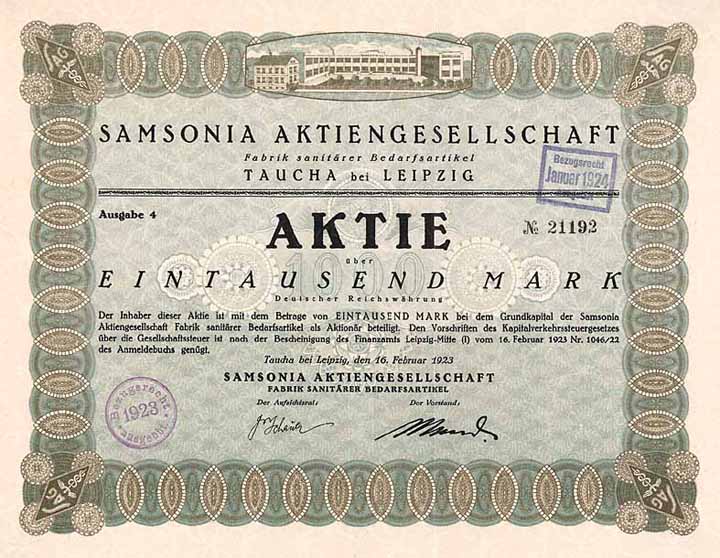 SAMSONIA AKTIENGESELLSCHAFT
Fabrik sanitärer Bedarfsartikel
TAUCHA bei LEIPZIG
Bezugsrecht
Januar 1924
Ausgabe 4
AKTIE
№ 21192
über
1000
EINTAUSEND MARK
Deutscher Reichswährung
Der Inhaber dieser Aktie ist mit dem Betrage von EINTAUSEND MARK bei dem Grundkapital der Samsonia
Aktiengesellschaft Fabrik sanitärer Bedarfsartikel als Aktionär beteiligt. Den Vorschriften des Kapitalverkehrssteuergesetzes
über die Gesellschaftssteuer ist nach der Bescheinigung des Finanzamts Leipzig-Mitte (I) vom 16. Februar 1923 Nr. 1046/22
des Anmeldebuchs genügt.
Taucha bei Leipzig, den 16. Februar 1923
SAMSONIA AKTIENGESELLSCHAFT
FABRIK SANITÄRER BEDARFSARTIKEL
Der Aufsichtsrat: Der Vorstand:
Bezugsrecht
1923
ausgeübt